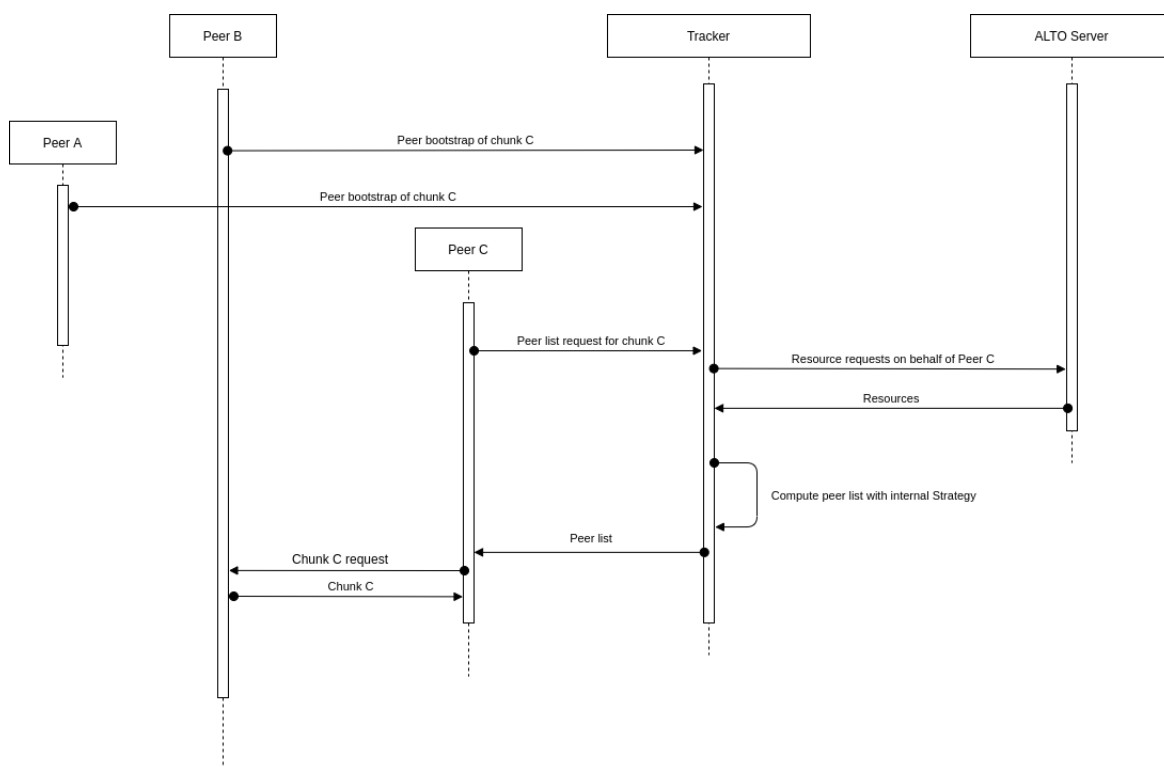 Peer B
Tracker
ALTO Server
Peer A
Peer bootstrap of chunk C
Peer bootstrap of chunk C
Peer C
Peer list request for chunk C
Resource requests on behalf of Peer C
Resources
Compute peer list with internal Strategy
Peer list
Chunk C request
Chunk C